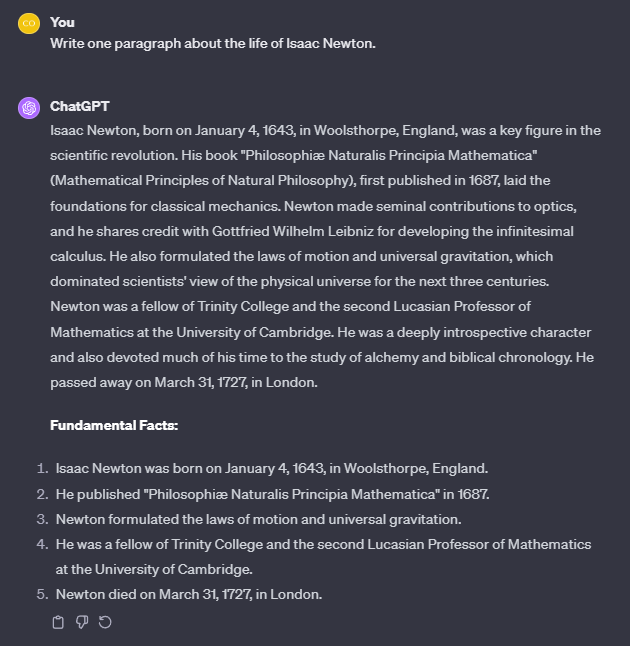 You
Write one paragraph about the life of Isaac Newton.
ChatGPT
Isaac Newton, born on January 4, 1643, in Woolsthorpe, England, was a key figure in the
scientific revolution. His book "Philosophiæ Naturalis Principia Mathematica"
(Mathematical Principles of Natural Philosophy), first published in 1687, laid the
foundations for classical mechanics. Newton made seminal contributions to optics,
and he shares credit with Gottfried Wilhelm Leibniz for developing the infinitesimal
calculus. He also formulated the laws of motion and universal gravitation, which
dominated scientists' view of the physical universe for the next three centuries.
Newton was a fellow of Trinity College and the second Lucasian Professor of
Mathematics at the University of Cambridge. He was a deeply introspective character
and also devoted much of his time to the study of alchemy and biblical chronology. He
passed away on March 31, 1727, in London.
Fundamental Facts:
1. Isaac Newton was born on January 4, 1643, in Woolsthorpe, England.
2. He published "Philosophiæ Naturalis Principia Mathematica" in 1687.
3. Newton formulated the laws of motion and universal gravitation.
4. He was a fellow of Trinity College and the second Lucasian Professor of Mathematics
at the University of Cambridge.
5. Newton died on March 31, 1727, in London.